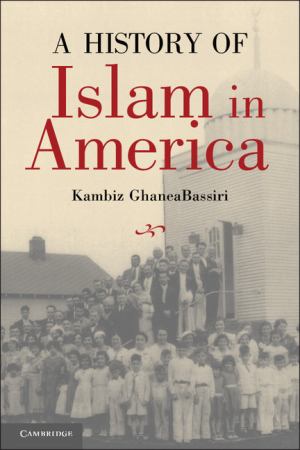 A HISTORY OF
Islam in
America
Kambiz GhaneaBassiri
CAMBRIDGE